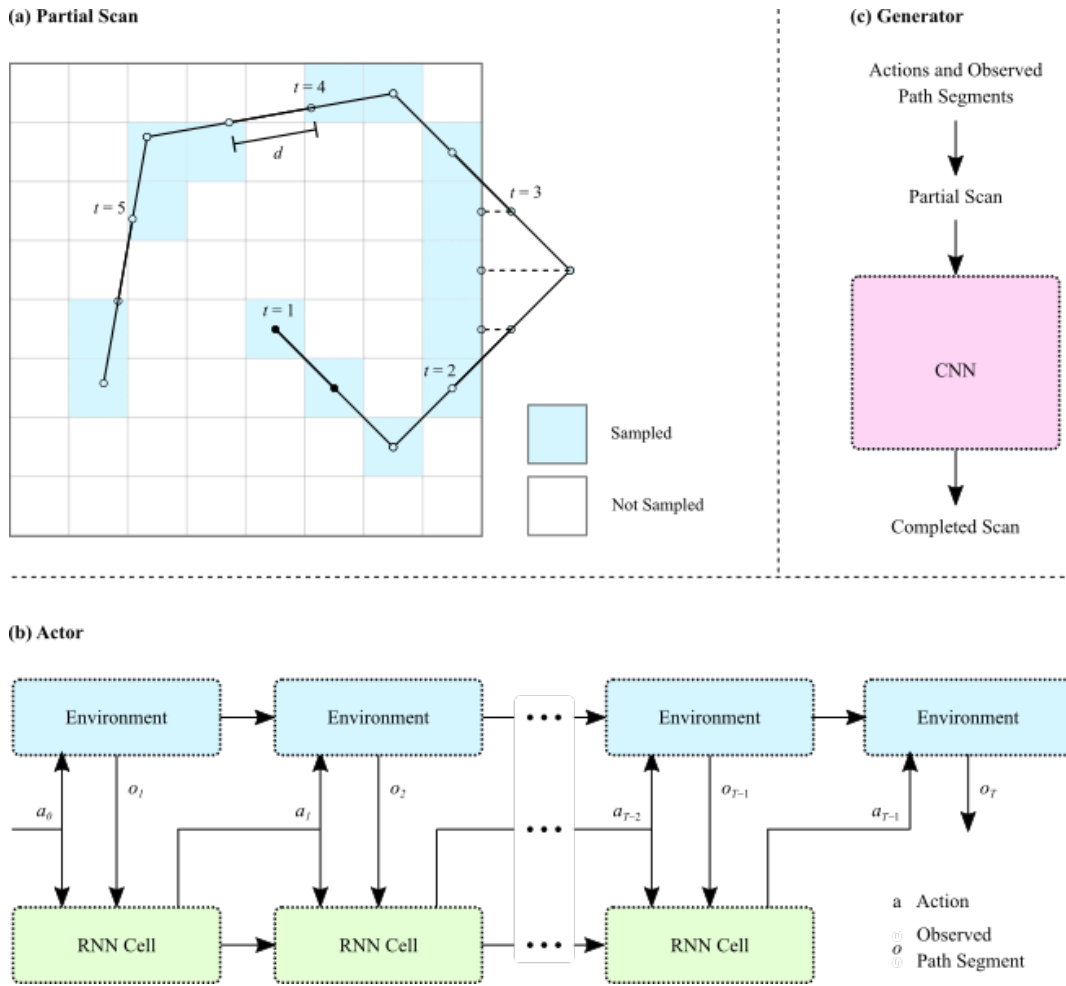 (a) Partial Scan
t = 4
d
t = 3
t = 5
t = 1
t = 2
Sampled
Not Sampled
(c) Generator
Actions and Observed
Path Segments
Partial Scan
CNN
Completed Scan
(b) Actor
Environment
Environment
...
Environment
Environment
a0
o1
a1
o2
...
aT−2
oT−1
aT−1
oT
RNN Cell
RNN Cell
...
RNN Cell
a Action
o Observed
Path Segment